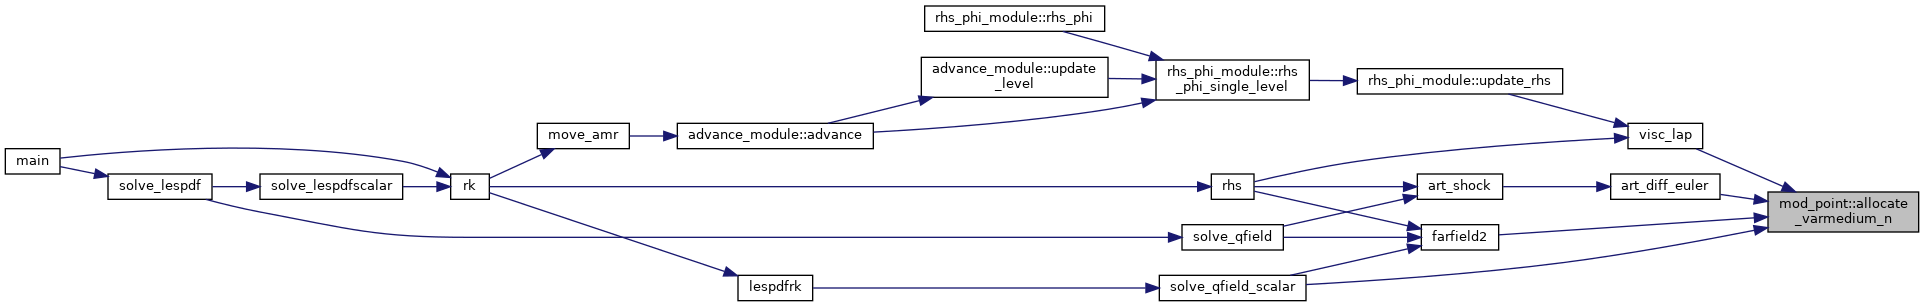 rhs_phi_module::rhs_phi
advance_module::update
_level
rhs_phi_module::rhs
_phi_single_level
rhs_phi_module::update_rhs
move_amr
advance_module::advance
visc_lap
main
solve_lespdf
solve_lespdfscalar
rk
rhs
art_shock
art_diff_euler
mod_point::allocate
_varmedium_n
solve_qfield
farfield2
lespdfrk
solve_qfield_scalar